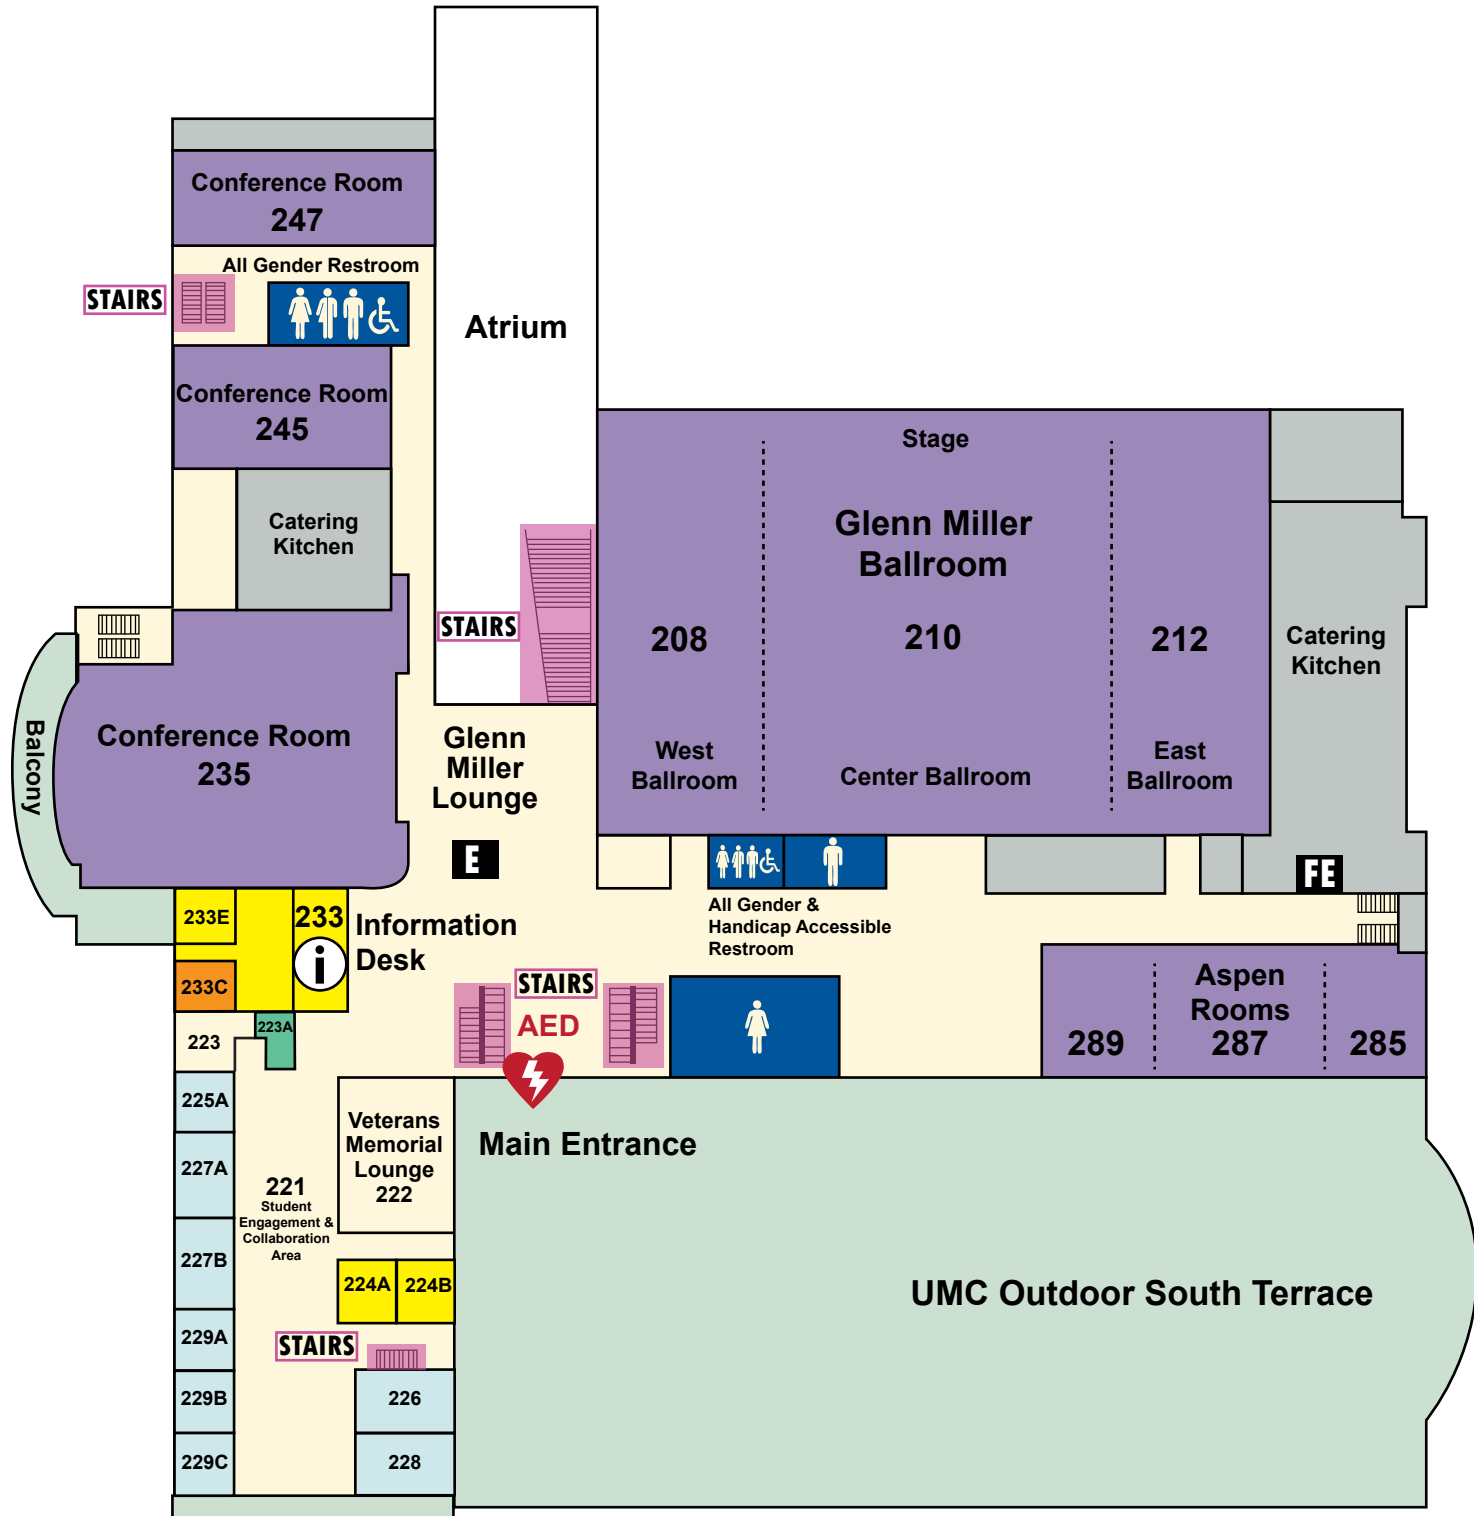 Conference Room
247
All Gender Restroom
STAIRS
Atrium
Conference Room
245
Stage
Catering
Kitchen
Glenn Miller
Ballroom
STAIRS
208
210
212
Catering
Kitchen
Balcony
Conference Room
235
Glenn
Miller
Lounge
West
Ballroom
Center Ballroom
East
Ballroom
E
FE
233E
233
Information
Desk
i
All Gender &
Handicap Accessible
Restroom
233C
STAIRS
AED
Aspen
Rooms
289
287
285
223
223A
225A
Veterans
Memorial
Lounge
222
Main Entrance
227A
221
Student
Engagement &
Collaboration
Area
227B
224A
224B
UMC Outdoor South Terrace
229A
STAIRS
229B
226
229C
228